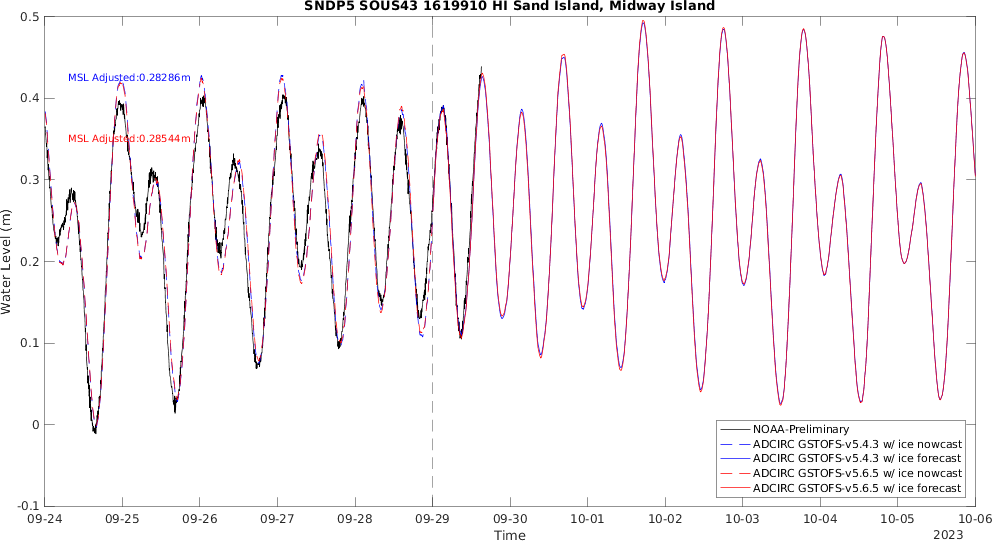 SNDP5 SOUS43 1619910 HI Sand Island, Midway Island
0.5
0.4
0.3
0.2
0.1
0
-0.1
Water Level (m)
MSL Adjusted:0.28286m
MSL Adjusted:0.28544m
NOAA-Preliminary
ADCIRC GSTOFS-v5.4.3 w/ ice nowcast
ADCIRC GSTOFS-v5.4.3 w/ ice forecast
ADCIRC GSTOFS-v5.6.5 w/ ice nowcast
ADCIRC GSTOFS-v5.6.5 w/ ice forecast
09-24 09-25 09-26 09-27 09-28 09-29 09-30 10-01 10-02 10-03 10-04 10-05 10-06
Time
2023